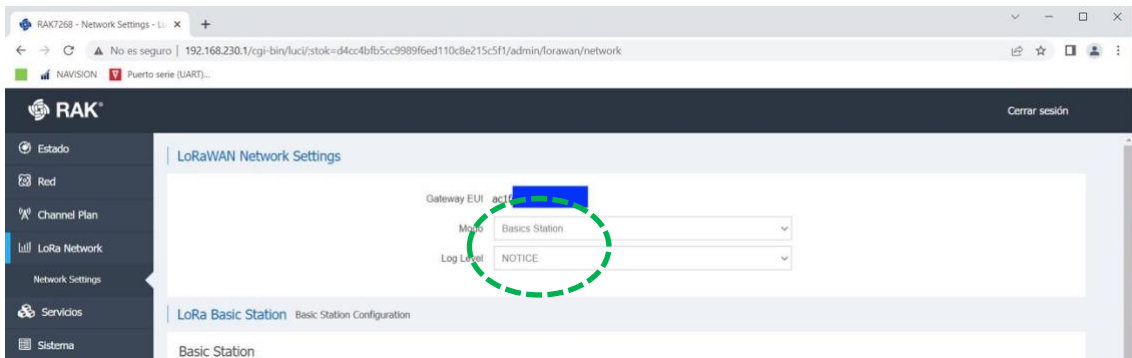 RAK7268 - Network Settings - Lu
No es seguro | 192.168.230.1/cgi-bin/luci/;stok=d4cc4bfb5cc9989f6ed110c8e215c5f1/admin/lorawan/network
NAVISION Puerto serie (UART)...
RAK®
Cerrar sesión
Estado
Red
Channel Plan
LoRa Network
Network Settings
Servicios
Sistema
LoRaWAN Network Settings
Gateway EUI ac1f
Modo Basics Station
Log Level NOTICE
LoRa Basic Station Basic Station Configuration
Basic Station